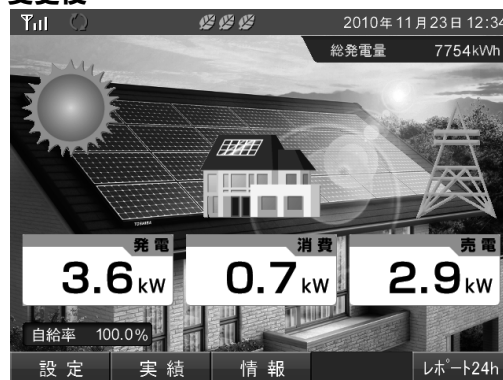 変更後
2010年11月23日 12:34
総発電量 7754kWh
発電 消費 売電
3.6kW 0.7kW 2.9kW
自給率 100.0%
設定 実績 情報 レポート24h